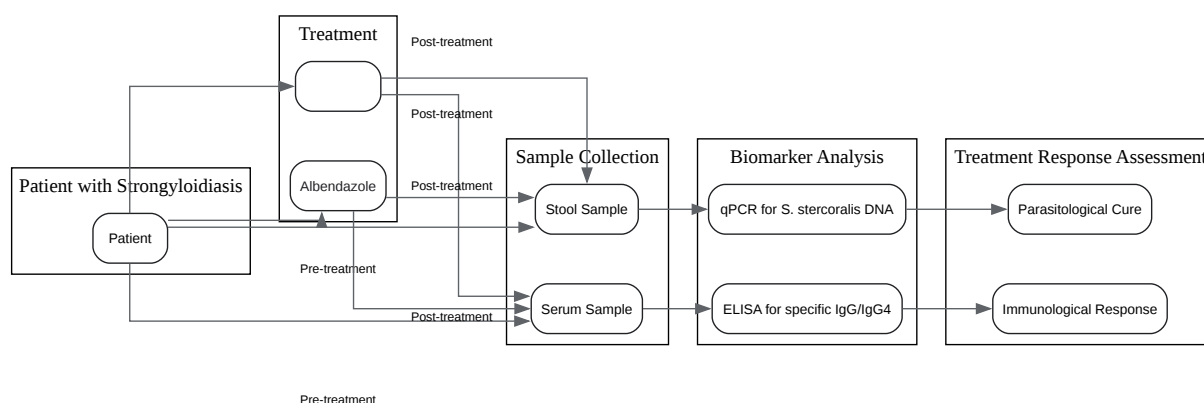 Treatment
Post-treatment
Post-treatment
Sample Collection
Biomarker Analysis
Treatment Response Assessment
Patient with Strongyloidiasis
Albendazole
Post-treatment
Stool Sample
qPCR for S. stercoralis DNA
Parasitological Cure
Patient
Pre-treatment
Post-treatment
Serum Sample
ELISA for specific IgG/IgG4
Immunological Response
Pre-treatment